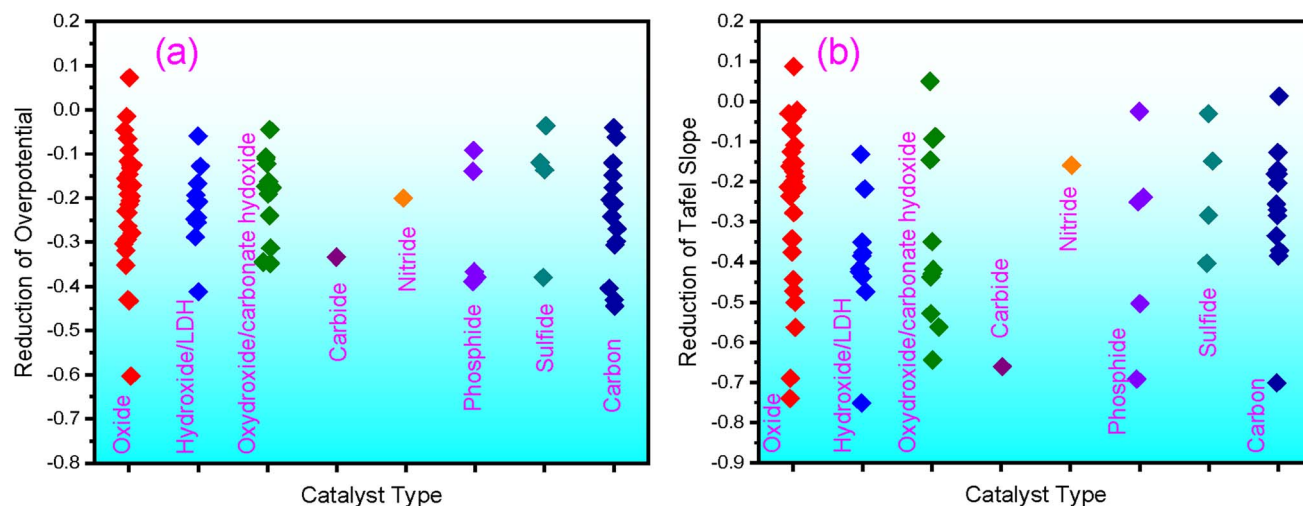 (a)
Reduction of Overpotential
0.2
0.1
0.0
-0.1
-0.2
-0.3
-0.4
-0.5
-0.6
-0.7
-0.8
Oxide
Hydroxide/LDH
Oxydroxide/carbonate hydoxide
Carbide
Nitride
Phosphide
Sulfide
Carbon
Catalyst Type
(b)
Reduction of Tafel Slope
0.2
0.1
0.0
-0.1
-0.2
-0.3
-0.4
-0.5
-0.6
-0.7
-0.8
-0.9
Oxide
Hydroxide/LDH
Oxydroxide/carbonate hydoxide
Carbide
Nitride
Phosphide
Sulfide
Carbon
Catalyst Type